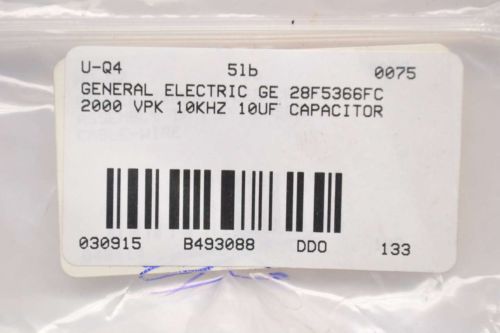 U-Q4 5lb 0075
GENERAL ELECTRIC GE 28F5366FC
2000 VPK 10KHZ 10UF CAPACITOR
030915 B493088 DDO 133